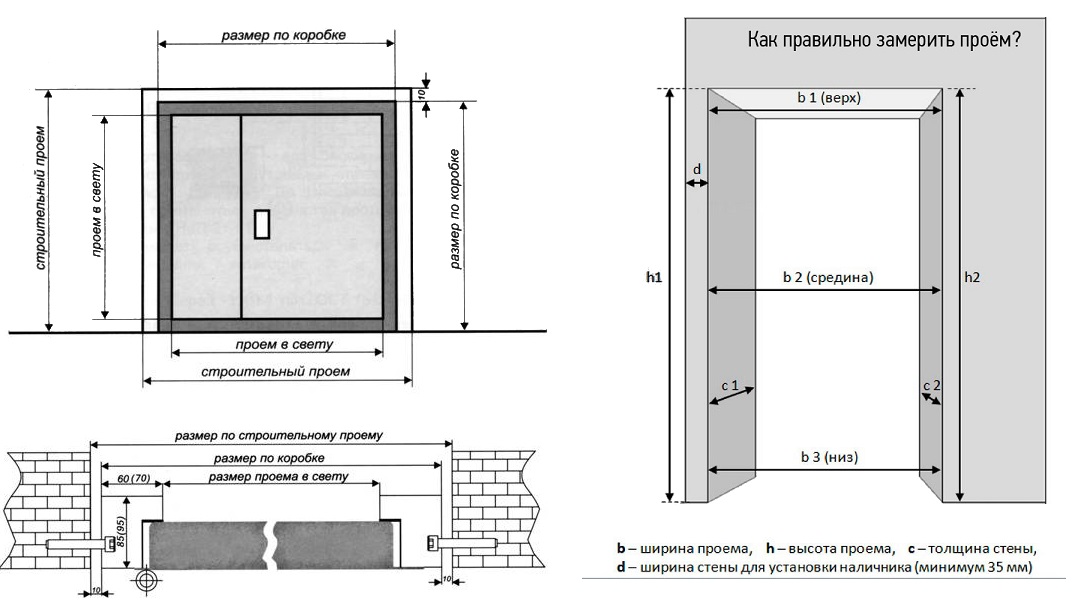 размер по коробке
10
строительный проем
проем в свету
размер по коробке
проем в свету
строительный проем
размер по строительному проему
размер по коробке
60 (70)
размер проема в свету
85(95)
10
10
Как правильно замерить проём?
b 1 (верх)
d
h1
b 2 (средина)
h2
c 1
c 2
b 3 (низ)
b – ширина проема, h – высота проема, c – толщина стены,
d – ширина стены для установки наличника (минимум 35 мм)